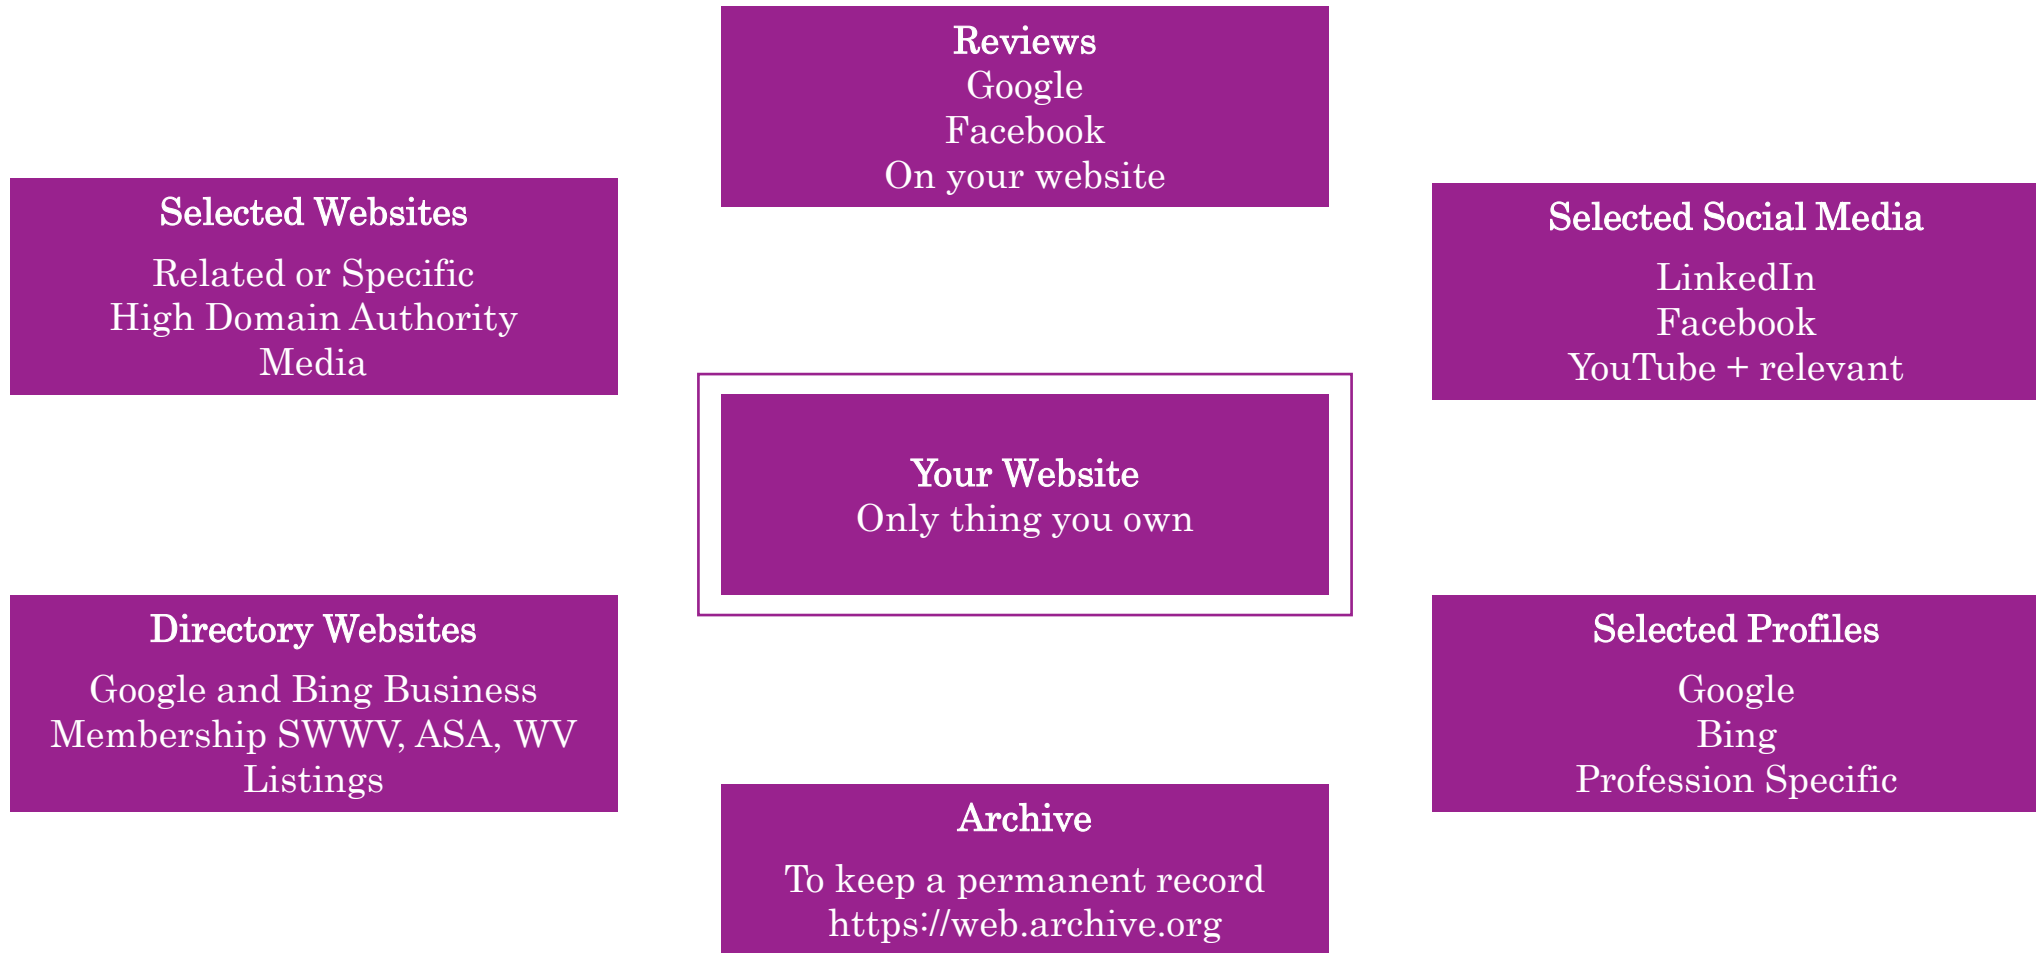 Reviews
Google
Facebook
On your website
Selected Websites
Related or Specific
High Domain Authority
Media
Selected Social Media
LinkedIn
Facebook
YouTube + relevant
Your Website
Only thing you own
Directory Websites
Google and Bing Business
Membership SWWV, ASA, WV
Listings
Selected Profiles
Google
Bing
Profession Specific
Archive
To keep a permanent record
https://web.archive.org